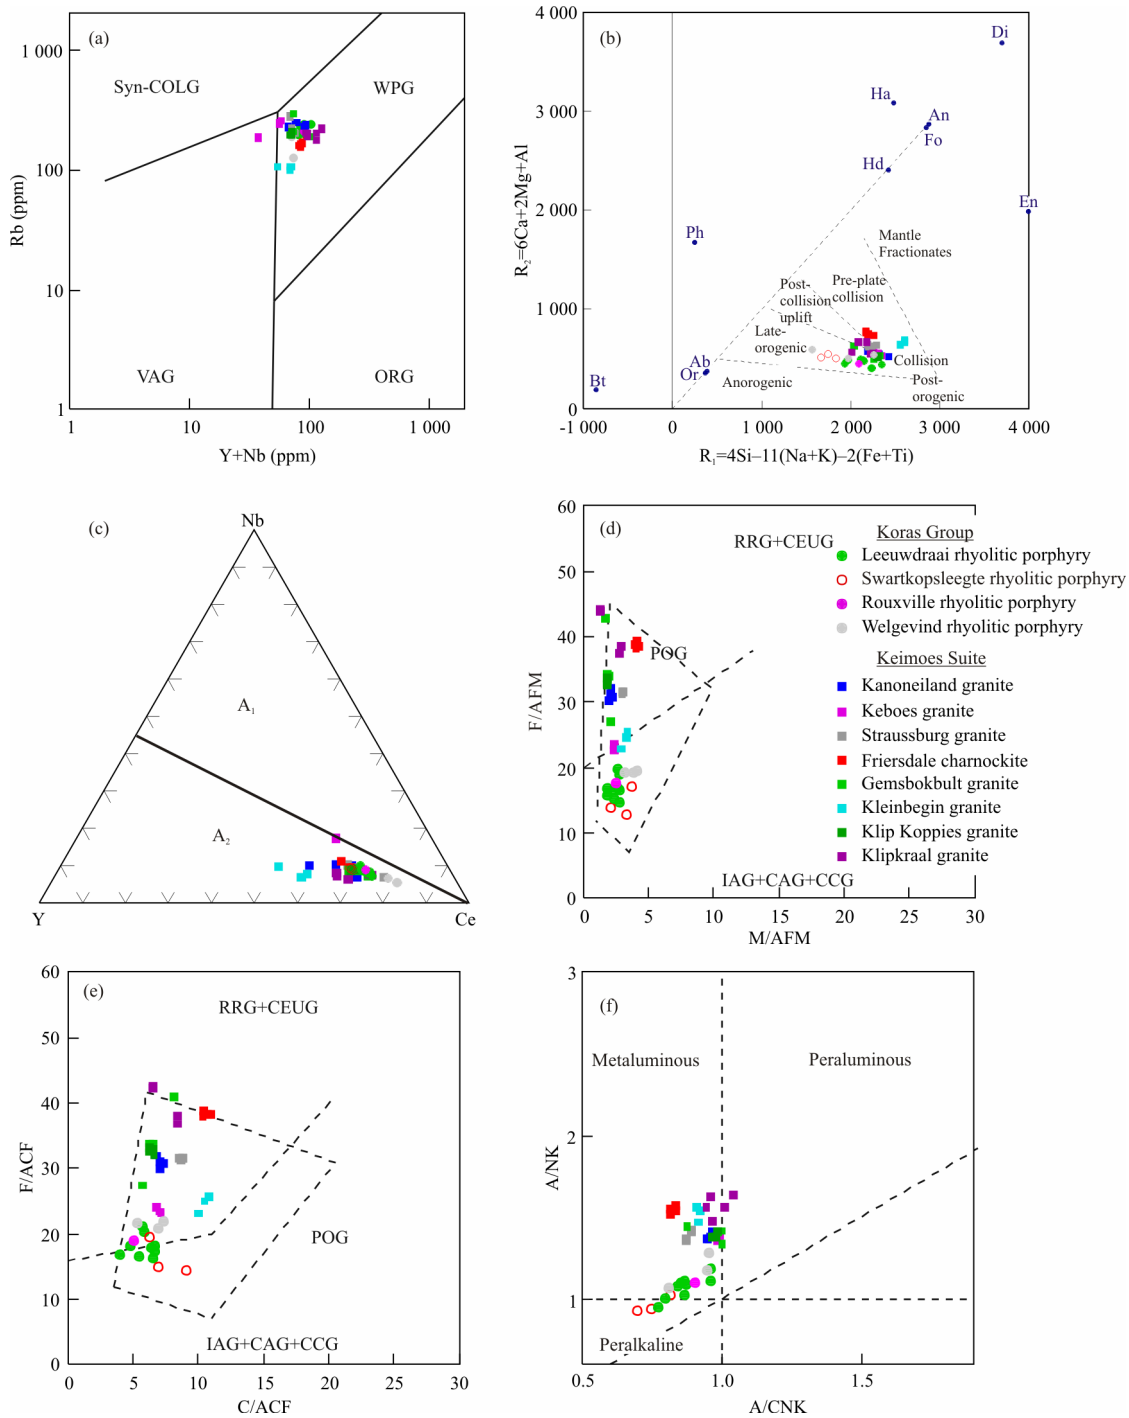 (a)
Syn-COLG
WPG
VAG
ORG
Rb (ppm)
1 000
100
10
1
1
10
100
1 000
Y+Nb (ppm)
(b)
Di
Ha
An
Fo
Hd
En
Ph
Mantle
Fractionates
Pre-plate
collision
Post-
collision
uplift
Late-
orogenic
Collision
Post-
orogenic
Anorogenic
Ab
Or
Bt
R₂=6Ca+2Mg+Al
4 000
3 000
2 000
1 000
0
-1 000
0
1 000
2 000
3 000
4 000
R₁=4Si–11(Na+K)–2(Fe+Ti)
(c)
Nb
A₁
A₂
Y
Ce
(d)
RRG+CEUG
POG
IAG+CAG+CCG
F/AFM
60
50
40
30
20
10
0
0
5
10
15
20
25
30
M/AFM
Koras Group
Leeuwdraai rhyolitic porphyry
Swartkopsleegte rhyolitic porphyry
Rouxville rhyolitic porphyry
Welgevind rhyolitic porphyry
Keimoes Suite
Kanoneiland granite
Keboes granite
Straussburg granite
Friersdale charnockite
Gemsbokbult granite
Kleinbegin granite
Klip Koppies granite
Klipkraal granite
(e)
RRG+CEUG
POG
IAG+CAG+CCG
F/ACF
60
50
40
30
20
10
0
0
5
10
15
20
25
30
C/ACF
(f)
Metaluminous
Peraluminous
Peralkaline
A/NK
3
2
1
0.5
1.0
1.5
A/CNK